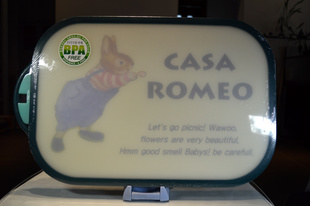 BPA
FREE
CASA
ROMEO
Let's go picnic! Wawoo,
flowers are very beautiful,
Hmm good smell Babys! be careful.